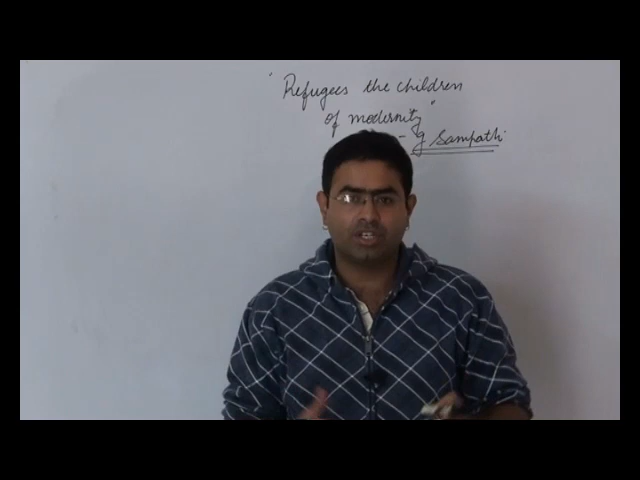 "Refugees the children
of modernity"
- g Sampath